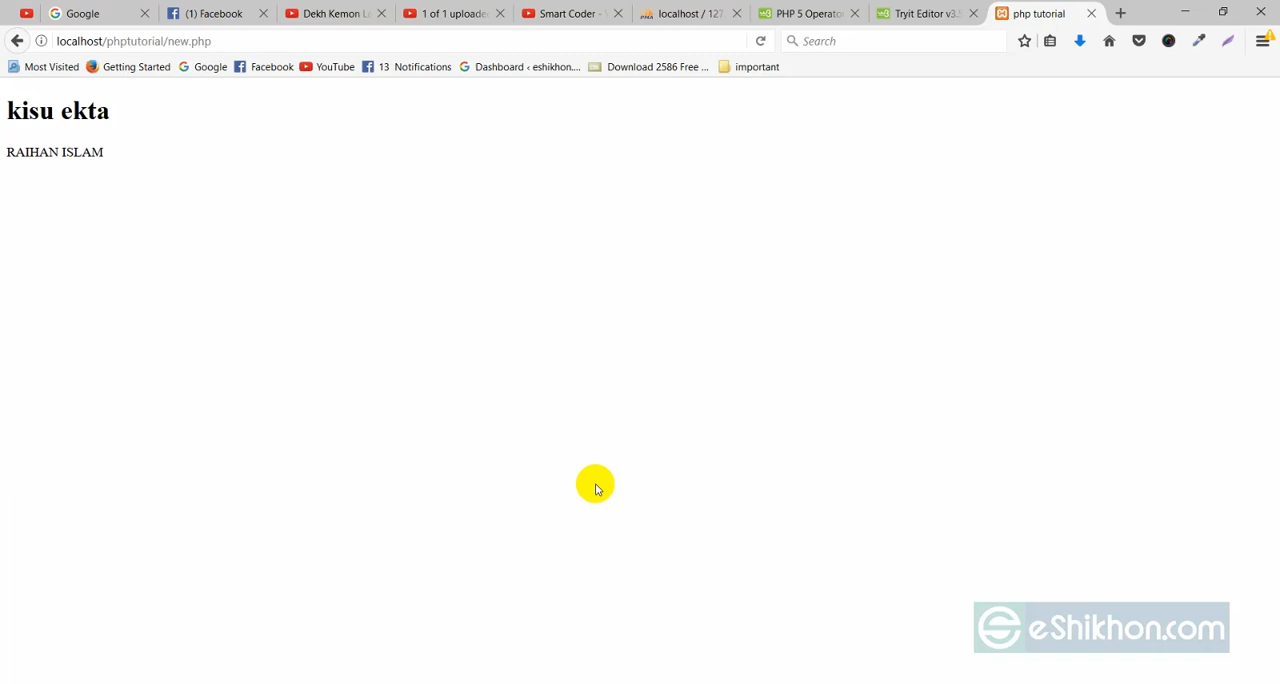 Google
(1) Facebook
Dekh Kemon L
1 of 1 uploade
Smart Coder -
localhost / 127
PHP 5 Operato
Tryit Editor v3.
php tutorial
localhost/phptutorial/new.php
Search
Most Visited
Getting Started
Google
Facebook
YouTube
13 Notifications
Dashboard ‹ eshikhon....
Download 2586 Free ...
important
kisu ekta
RAIHAN ISLAM
eShikhon.com